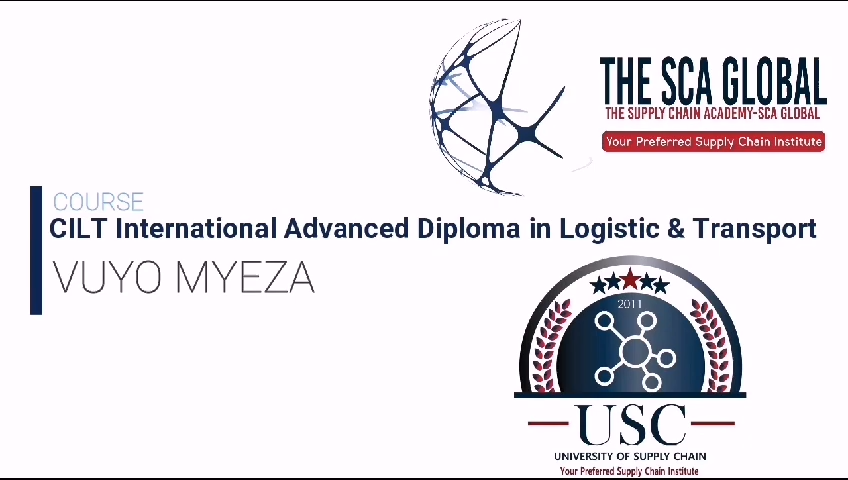 THE SCA GLOBAL
THE SUPPLY CHAIN ACADEMY-SCA GLOBAL
Your Preferred Supply Chain Institute
COURSE
CILT International Advanced Diploma in Logistic & Transport
VUYO MYEZA
2011
USC
UNIVERSITY OF SUPPLY CHAIN
Your Preferred Supply Chain Institute